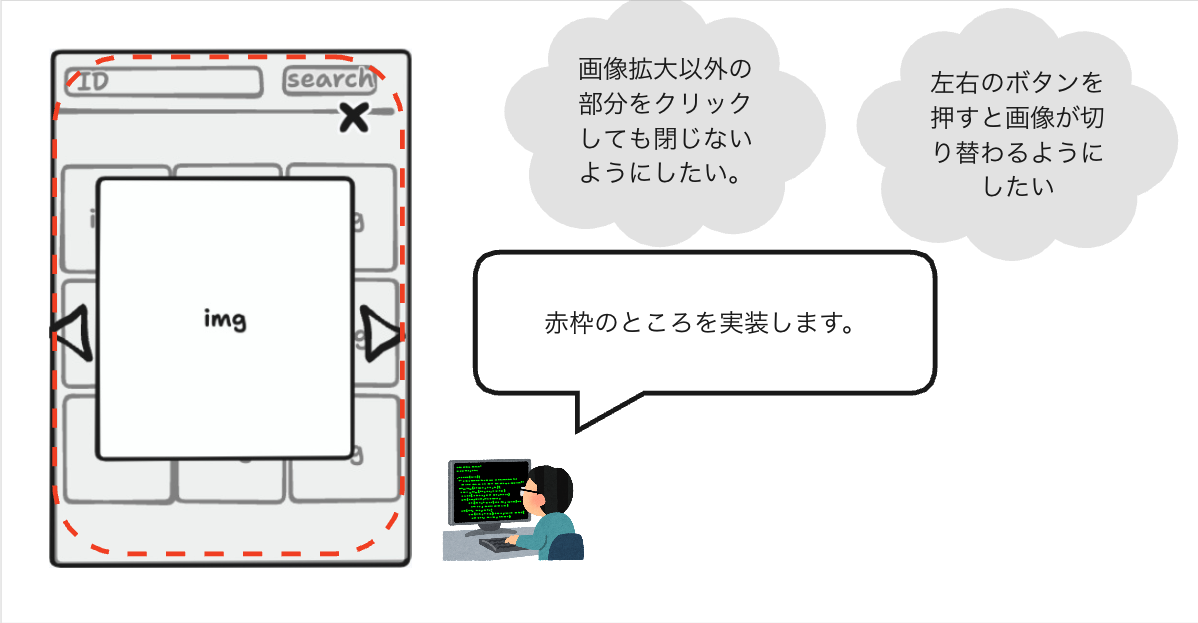 ID
search
img
画像拡大以外の
部分をクリック
しても閉じない
ようにしたい。
左右のボタンを
押すと画像が切
り替わるように
したい
赤枠のところを実装します。